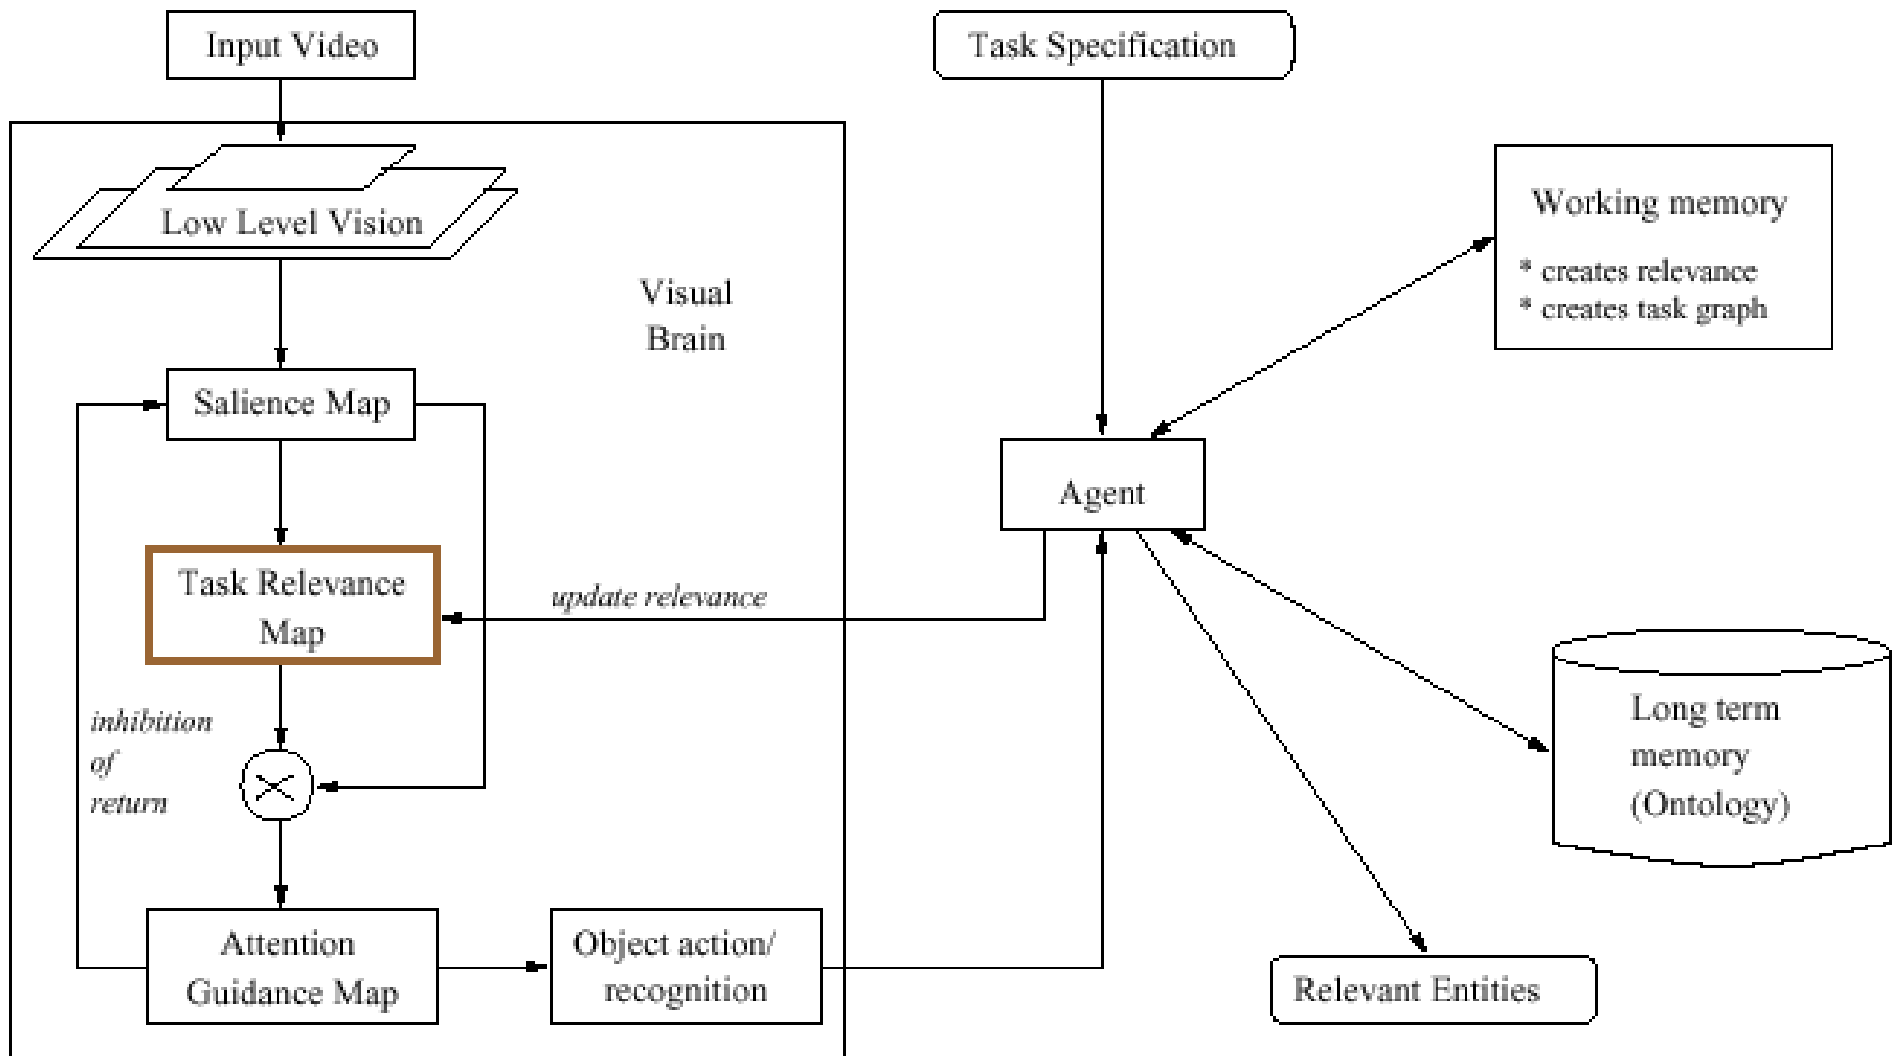 Input Video
Task Specification
Low Level Vision
Visual
Brain
Working memory
* creates relevance
* creates task graph
Salience Map
Agent
Task Relevance
Map
update relevance
inhibition
of
return
Long term
memory
(Ontology)
Attention
Guidance Map
Object action/
recognition
Relevant Entities